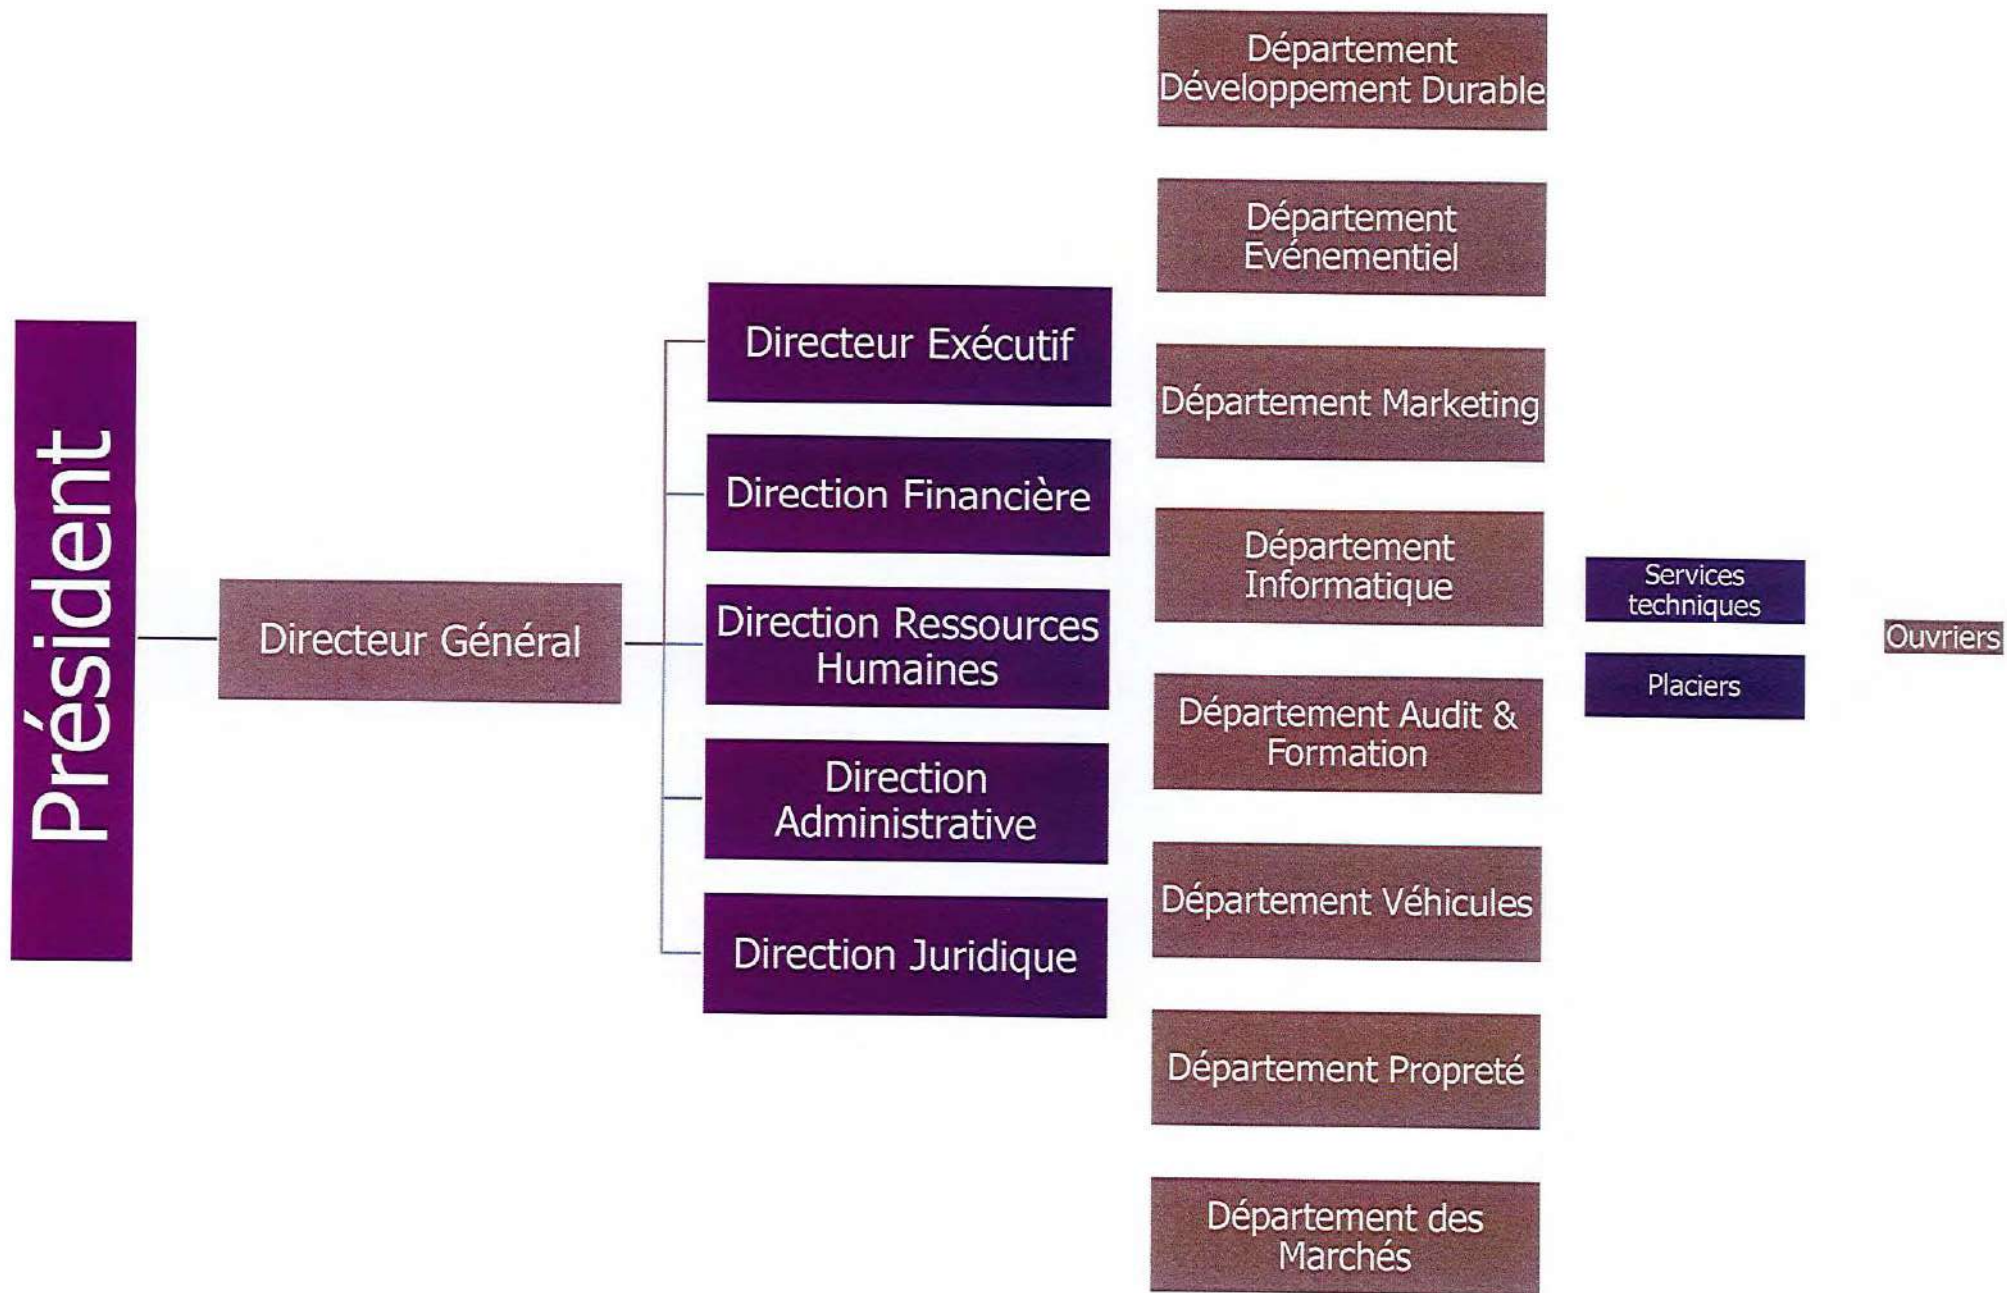 Président
Directeur Général
Directeur Exécutif
Direction Financière
Direction Ressources
Humaines
Direction
Administrative
Direction Juridique
Département
Développement Durable
Département
Evénementiel
Département Marketing
Département
Informatique
Département Audit &
Formation
Département Véhicules
Département Propreté
Département des
Marchés
Services
techniques
Placiers
Ouvriers